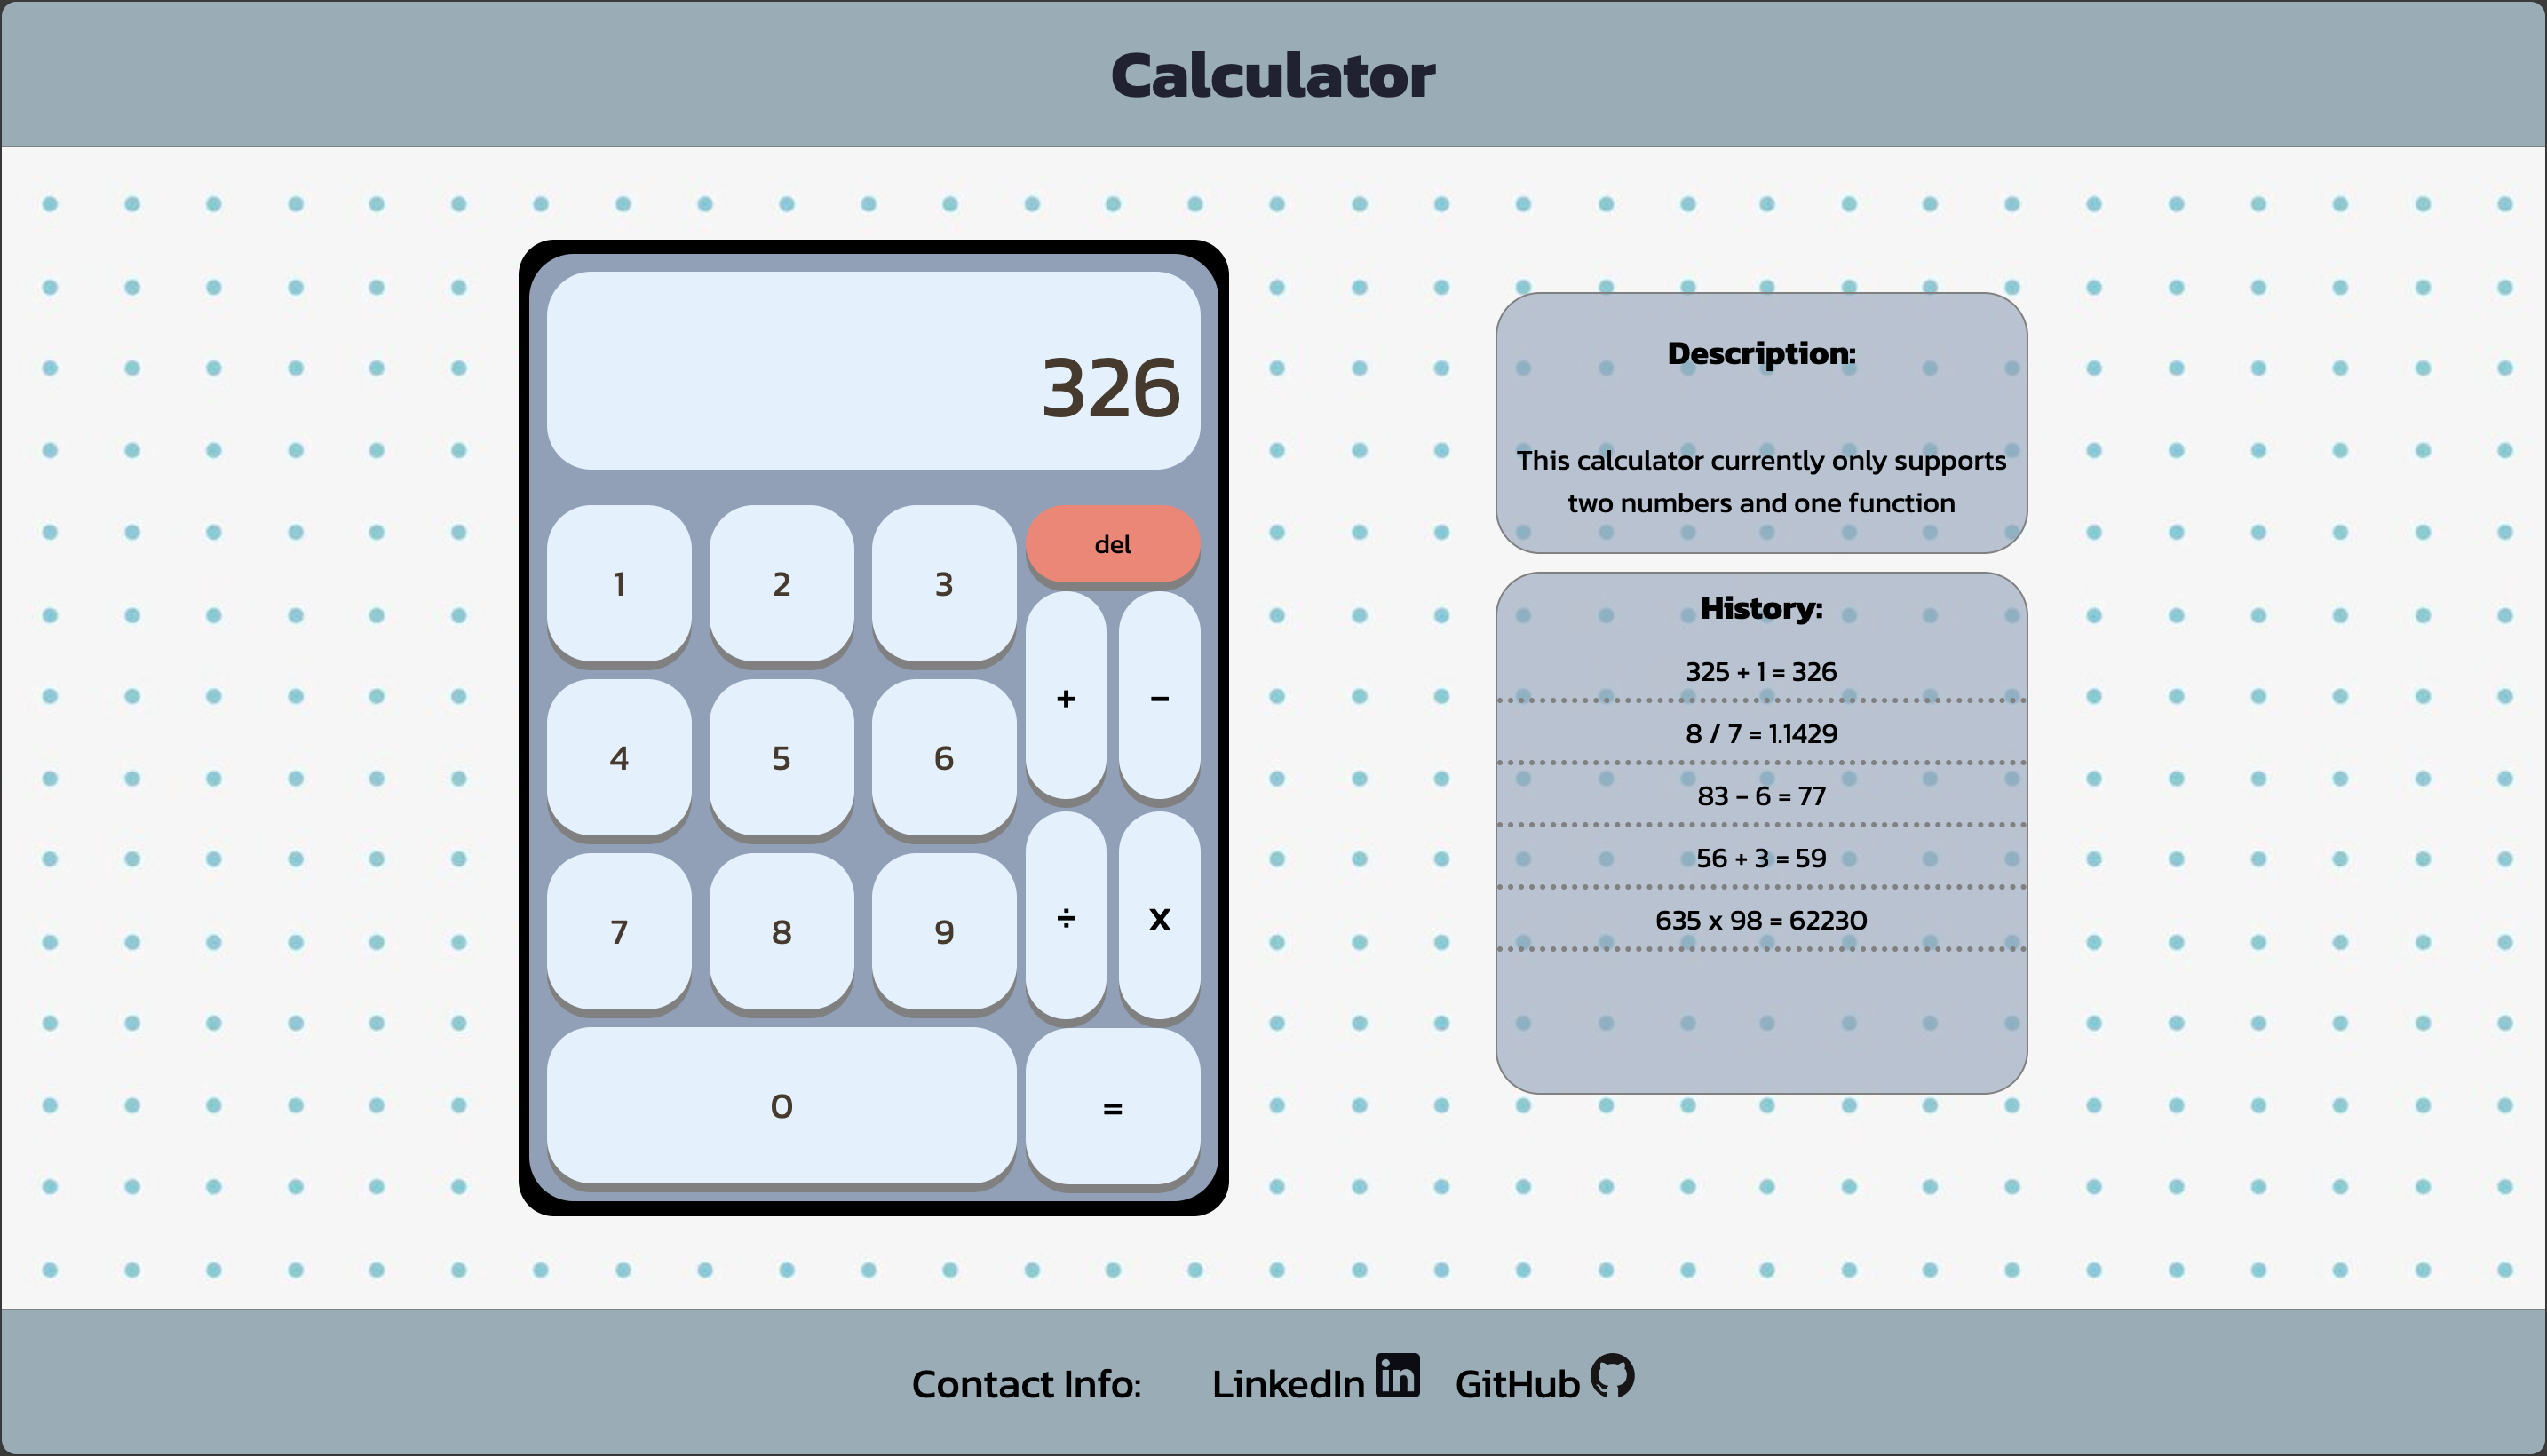 Calculator
326
1
2
3
del
4
5
6
+
−
7
8
9
÷
x
0
=
Description:
This calculator currently only supports
two numbers and one function
History:
325 + 1 = 326
8 / 7 = 1.1429
83 − 6 = 77
56 + 3 = 59
635 x 98 = 62230
Contact Info: LinkedIn in GitHub